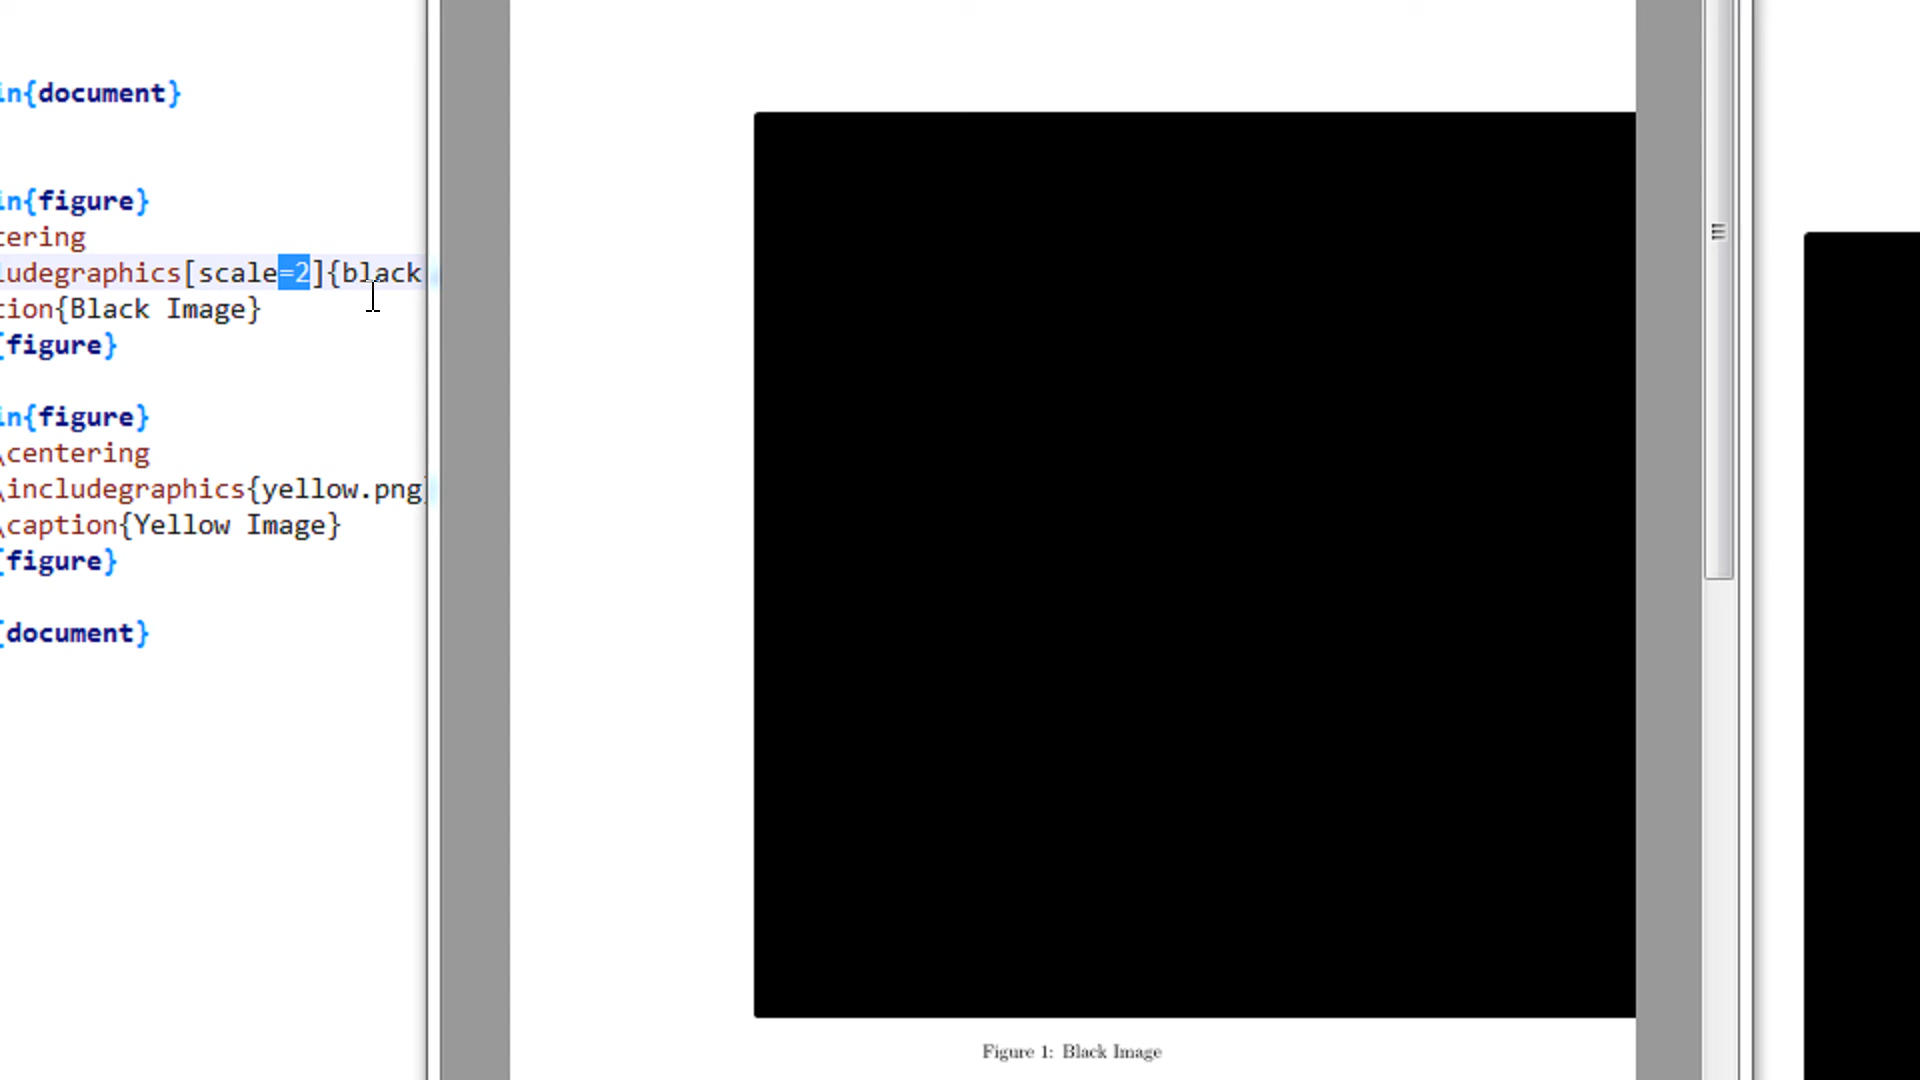 in{document}
in{figure}
tering
ludegraphics[scale=2]{black
tion{Black Image}
{figure}
in{figure}
\centering
\includegraphics{yellow.png}
\caption{Yellow Image}
{figure}
{document}
Figure 1: Black Image